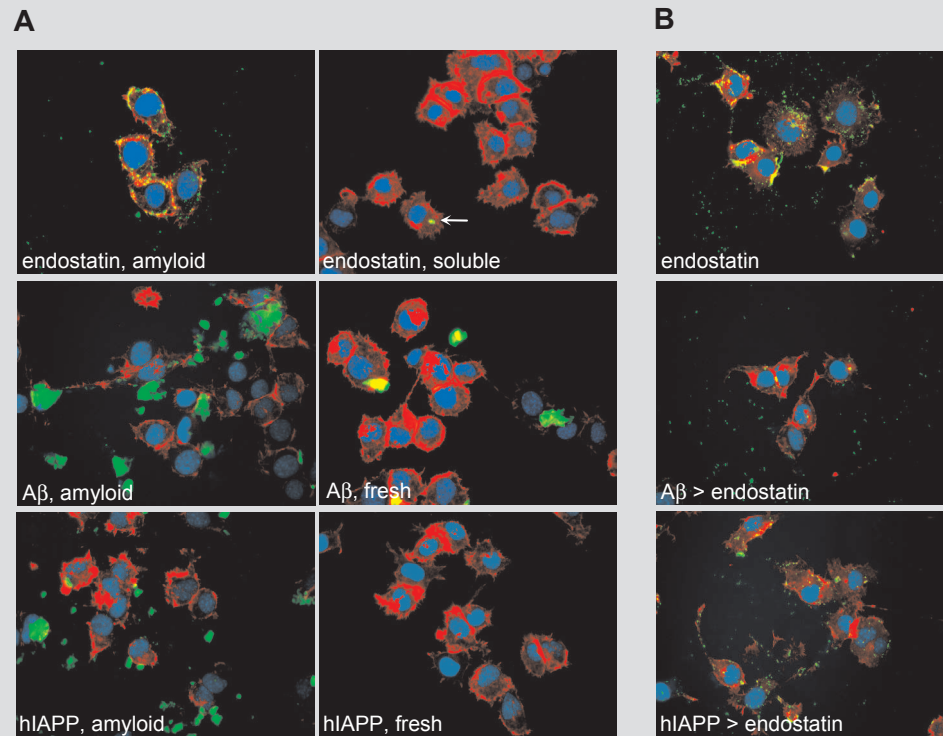 A
B
endostatin, amyloid
endostatin, soluble
endostatin
Aβ, amyloid
Aβ, fresh
Aβ > endostatin
hIAPP, amyloid
hIAPP, fresh
hIAPP > endostatin